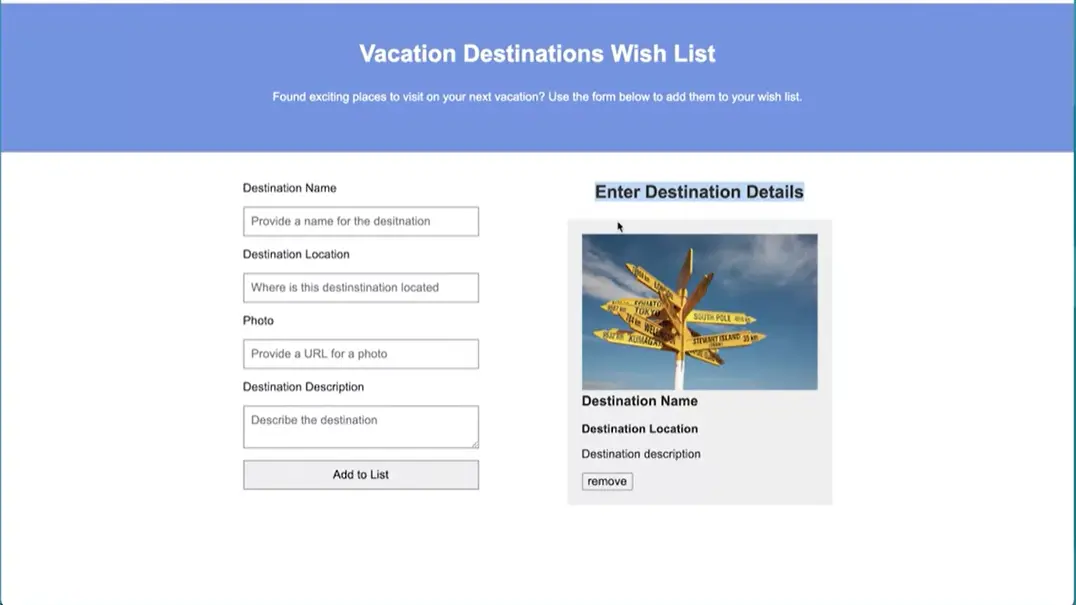 Vacation Destinations Wish List
Found exciting places to visit on your next vacation? Use the form below to add them to your wish list.
Destination Name
Provide a name for the desitnation
Destination Location
Where is this destinstination located
Photo
Provide a URL for a photo
Destination Description
Describe the destination
Add to List
Enter Destination Details
TOKYO
SOUTH POLE
STEWART ISLAND
Destination Name
Destination Location
Destination description
remove